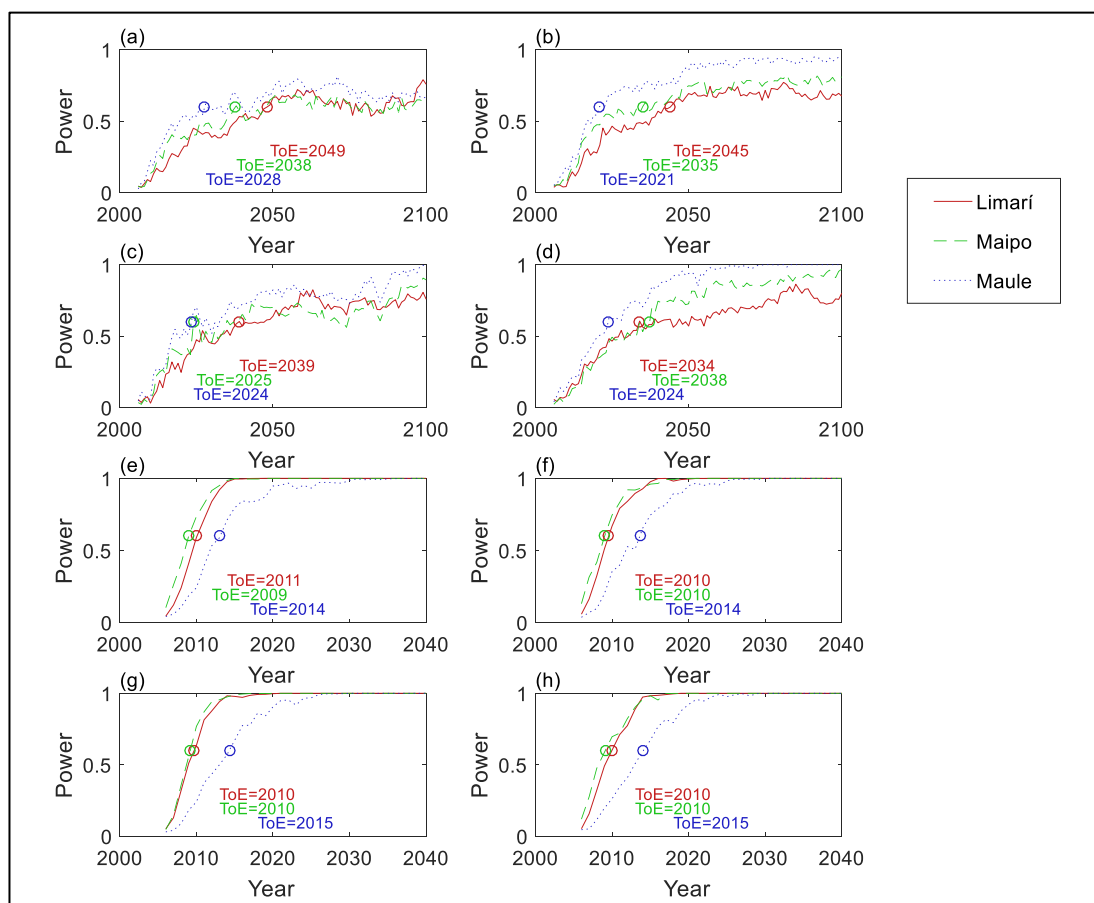 (a)
1
0.5
0
Power
ToE=2049
ToE=2038
ToE=2028
2000
2050
2100
Year
(b)
1
0.5
0
Power
ToE=2045
ToE=2035
ToE=2021
2000
2050
2100
Year
Limarí
Maipo
Maule
(c)
1
0.5
0
Power
ToE=2039
ToE=2025
ToE=2024
2000
2050
2100
Year
(d)
1
0.5
0
Power
ToE=2034
ToE=2038
ToE=2024
2000
2050
2100
Year
(e)
1
0.5
0
Power
ToE=2011
ToE=2009
ToE=2014
2000
2010
2020
2030
2040
Year
(f)
1
0.5
0
Power
ToE=2010
ToE=2010
ToE=2014
2000
2010
2020
2030
2040
Year
(g)
1
0.5
0
Power
ToE=2010
ToE=2010
ToE=2015
2000
2010
2020
2030
2040
Year
(h)
1
0.5
0
Power
ToE=2010
ToE=2010
ToE=2015
2000
2010
2020
2030
2040
Year